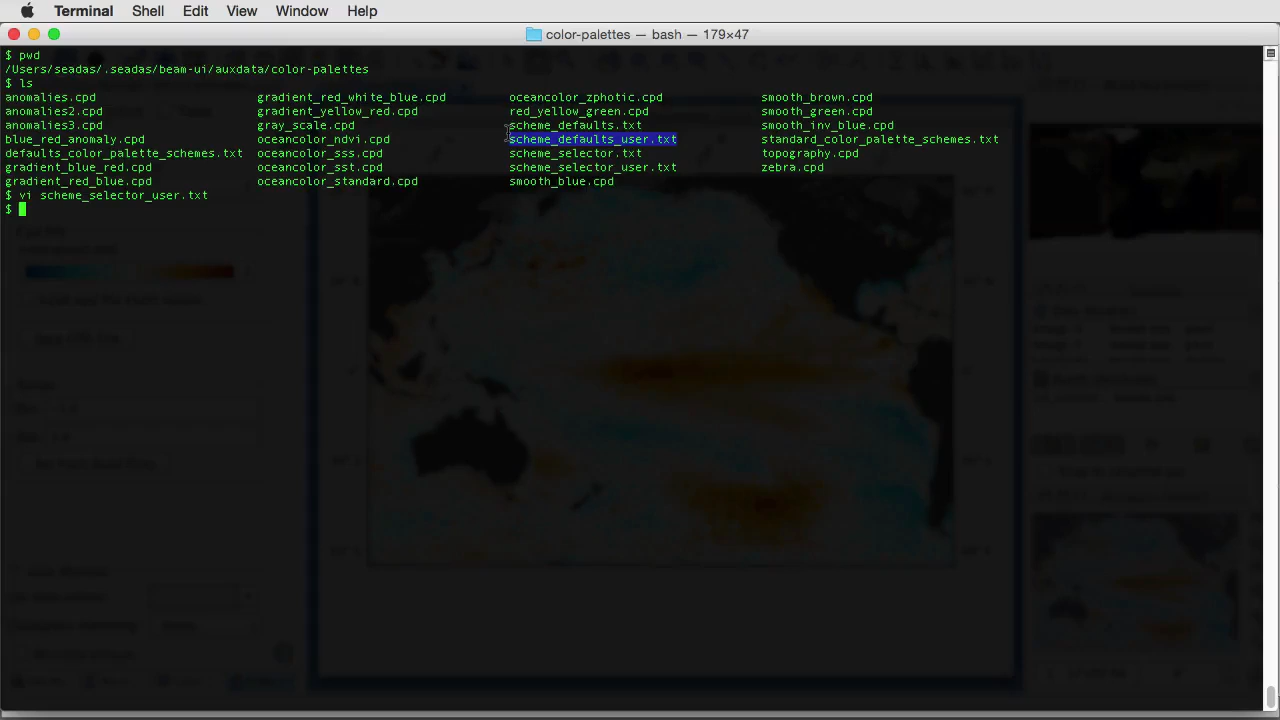 Terminal Shell Edit View Window Help
color-palettes — bash — 179×47
$ pwd
/Users/seadas/.seadas/beam-ui/auxdata/color-palettes
$ ls
anomalies.cpd gradient_red_white_blue.cpd oceancolor_zphotic.cpd smooth_brown.cpd
anomalies2.cpd gradient_yellow_red.cpd red_yellow_green.cpd smooth_green.cpd
anomalies3.cpd gray_scale.cpd scheme_defaults.txt smooth_inv_blue.cpd
blue_red_anomaly.cpd oceancolor_ndvi.cpd scheme_defaults_user.txt standard_color_palette_schemes.txt
defaults_color_palette_schemes.txt oceancolor_sss.cpd scheme_selector.txt topography.cpd
gradient_blue_red.cpd oceancolor_sst.cpd scheme_selector_user.txt zebra.cpd
gradient_red_blue.cpd oceancolor_standard.cpd smooth_blue.cpd
$ vi scheme_selector_user.txt
$